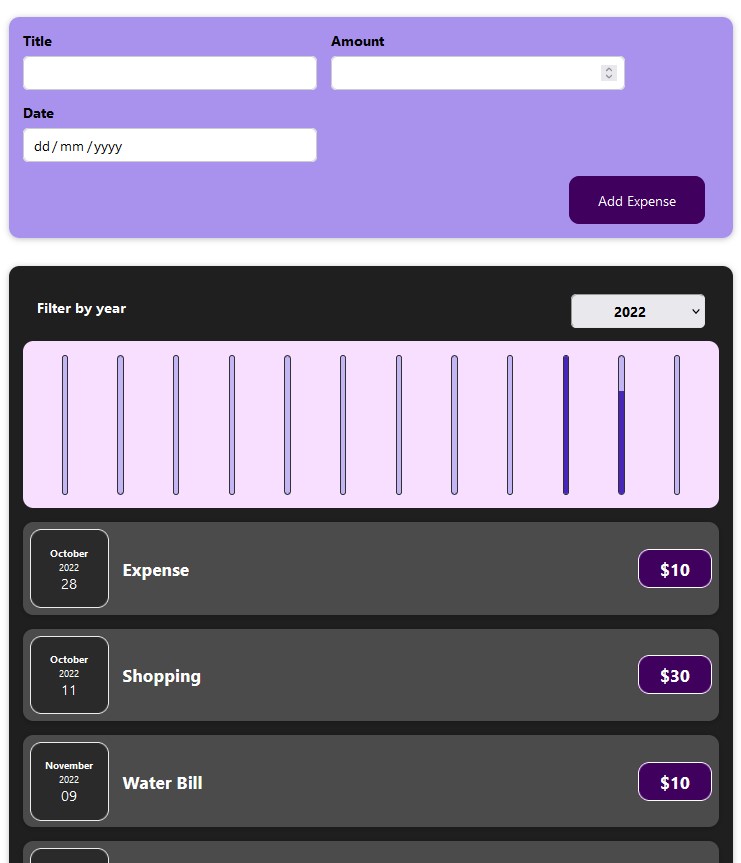 Title
Amount
Date
dd/mm/yyyy
Add Expense
Filter by year
2022
October
2022
28
Expense
$10
October
2022
11
Shopping
$30
November
2022
09
Water Bill
$10